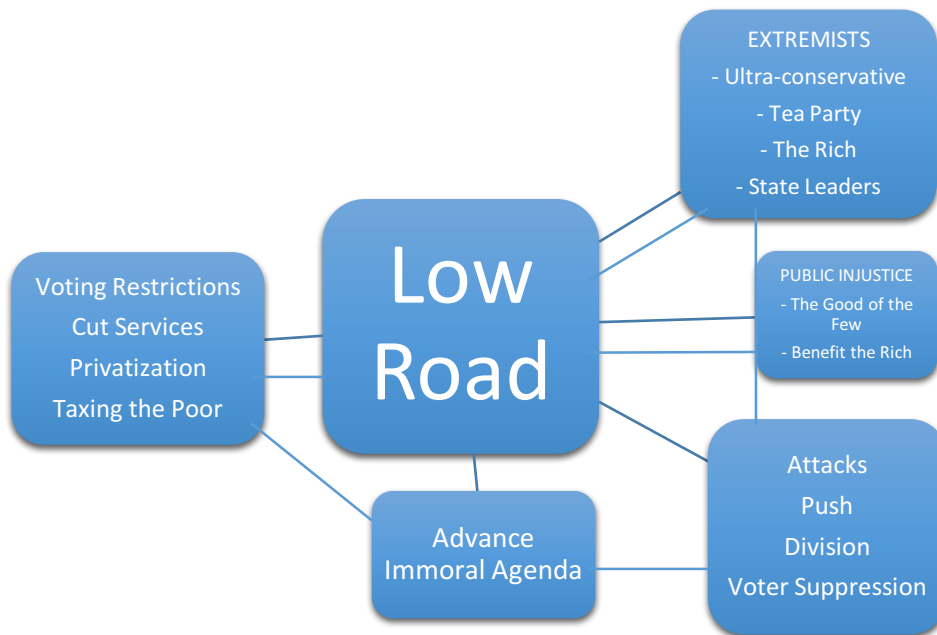 EXTREMISTS
- Ultra-conservative
- Tea Party
- The Rich
- State Leaders
Low
Road
Voting Restrictions
Cut Services
Privatization
Taxing the Poor
PUBLIC INJUSTICE
- The Good of the
Few
- Benefit the Rich
Attacks
Push
Division
Voter Suppression
Advance
Immoral Agenda